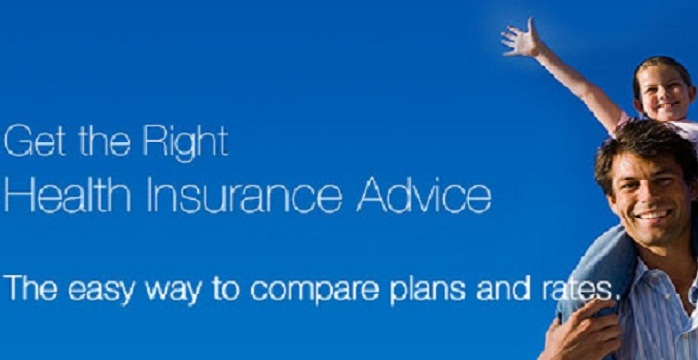 Get the Right
Health Insurance Advice
The easy way to compare plans and rates.